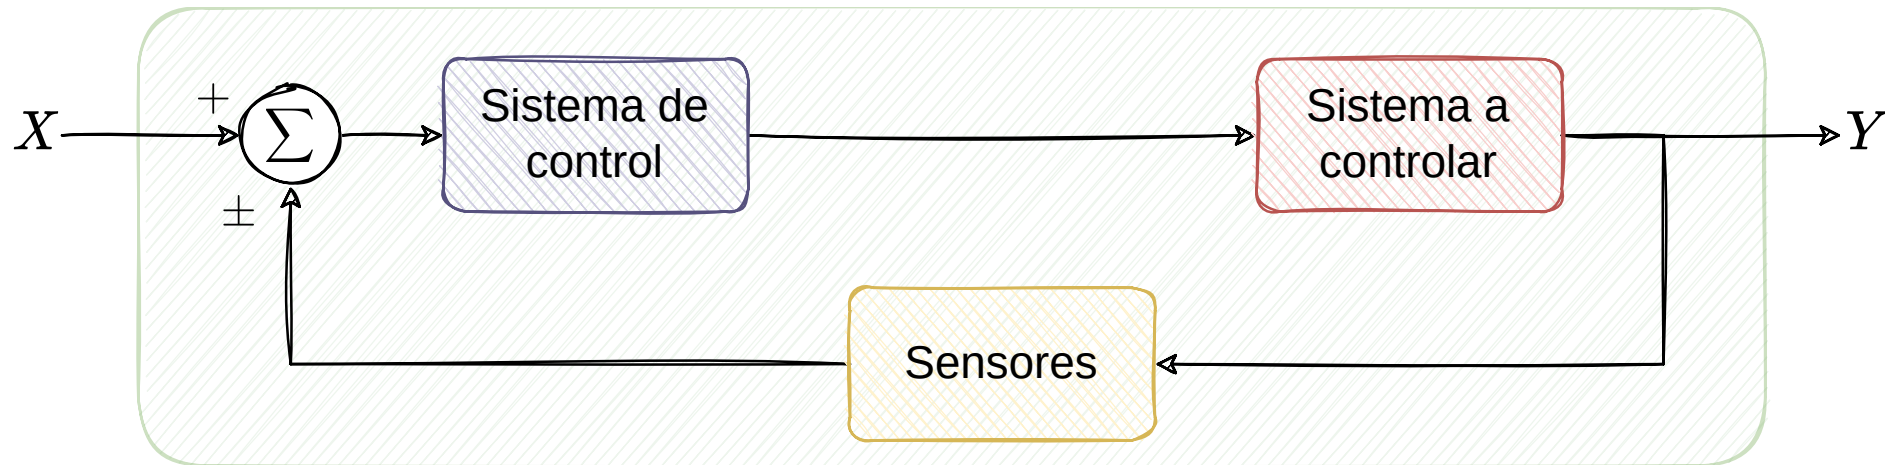 X
+
∑
±
Sistema de
control
Sistema a
controlar
Y
Sensores